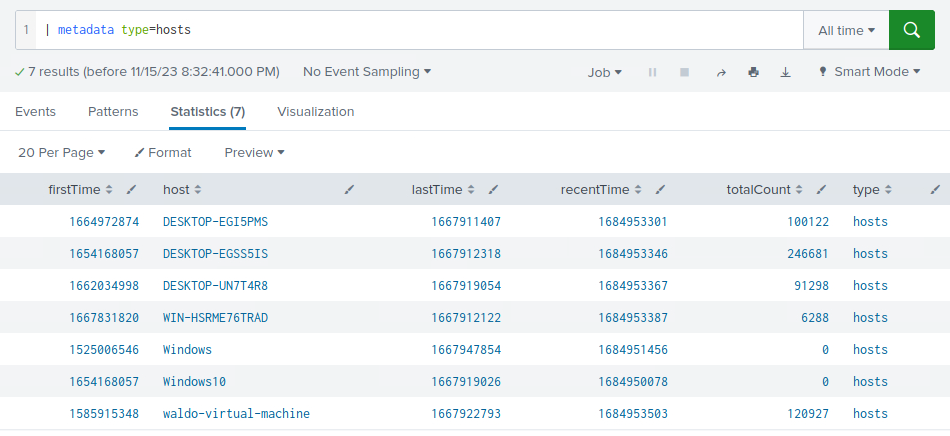 1 | metadata type=hosts All time
7 results (before 11/15/23 8:32:41.000 PM) No Event Sampling Job Smart Mode
Events Patterns Statistics (7) Visualization
20 Per Page Format Preview
firstTime host lastTime recentTime totalCount type
1664972874 DESKTOP-EGI5PMS 1667911407 1684953301 100122 hosts
1654168057 DESKTOP-EGSS5IS 1667912318 1684953346 246681 hosts
1662034998 DESKTOP-UN7T4R8 1667919054 1684953367 91298 hosts
1667831820 WIN-HSRME76TRAD 1667912122 1684953387 6288 hosts
1525006546 Windows 1667947854 1684951456 0 hosts
1654168057 Windows10 1667919026 1684950078 0 hosts
1585915348 waldo-virtual-machine 1667922793 1684953503 120927 hosts